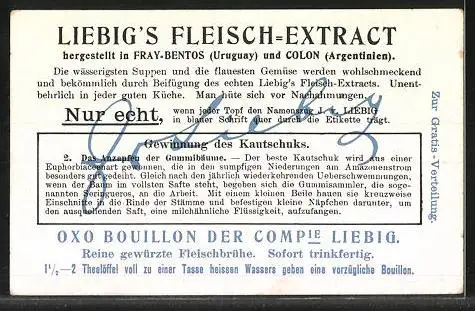 LIEBIG'S FLEISCH=EXTRACT
hergestellt in FRAY-BENTOS (Uruguay) und COLON (Argentinien).
Die wässerigsten Suppen und die flauesten Gemüse werden wohlschmeckend
und bekömmlich durch Beifügung des echten Liebig's Fleisch-Extracts. Unent-
behrlich in jeder guten Küche. Man hüte sich vor Nachahmungen.
Nur echt, wenn jeder Topf den Namenszug J. v. LIEBIG
in blauer Schrift quer durch die Etikette trägt.
Gewinnung des Kautschuks.
2. Das Anzapfen der Gummibäume. — Der beste Kautschuk wird aus einer
Euphorbiaceenart gewonnen, die in den sumpfigen Niederungen am Amazonenstrom
besonders gut gedeiht. Gleich nach den jährlich wiederkehrenden Ueberschwemmungen,
wenn der Baum im vollsten Safte steht, begeben sich die Gummisammler, die soge-
nannten Seringueros, an die Arbeit. Mit einem kleinen Beile hauen sie kreuzweise
Einschnitte in die Rinde der Stämme und befestigen kleine Näpfchen darunter, um
den ausquellenden Saft, eine milchähnliche Flüssigkeit, aufzufangen.
J v Liebig
Zur Gratis-Verteilung.
OXO BOUILLON DER COMPIE LIEBIG.
Reine gewürzte Fleischbrühe. Sofort trinkfertig.
1½—2 Theelöffel voll zu einer Tasse heissen Wassers geben eine vorzügliche Bouillon.